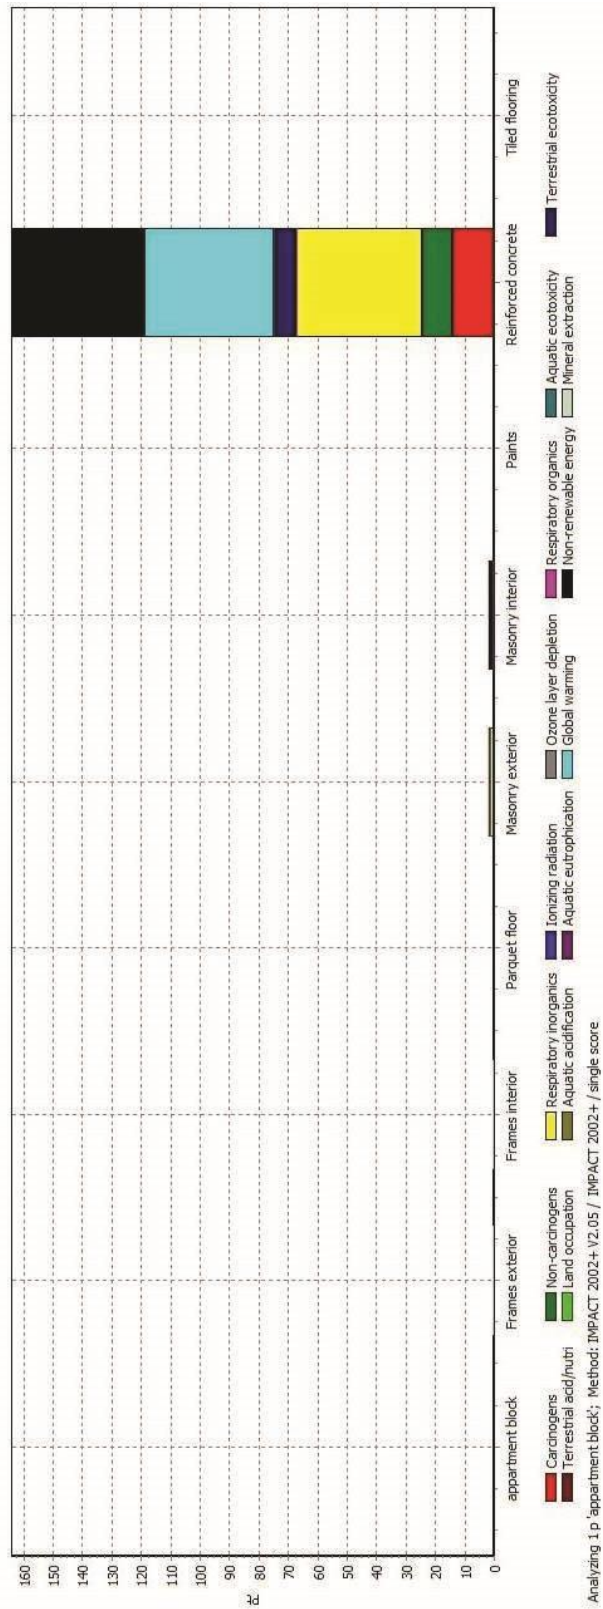 160
150
140
130
120
110
100
90
80
70
60
50
40
30
20
10
0
Pt
appartment block
Frames exterior
Frames interior
Parquet floor
Masonry exterior
Masonry interior
Paints
Reinforced concrete
Tiled flooring
Carcinogens Non-carcinogens Respiratory inorganics Ionizing radiation Ozone layer depletion Respiratory organics Aquatic ecotoxicity Terrestrial ecotoxicity
Terrestrial acid/nutri Land occupation Aquatic acidification Aquatic eutrophication Global warming Non-renewable energy Mineral extraction
Analyzing 1 p 'appartment block'; Method: IMPACT 2002+ V2.05 / IMPACT 2002+ / single score